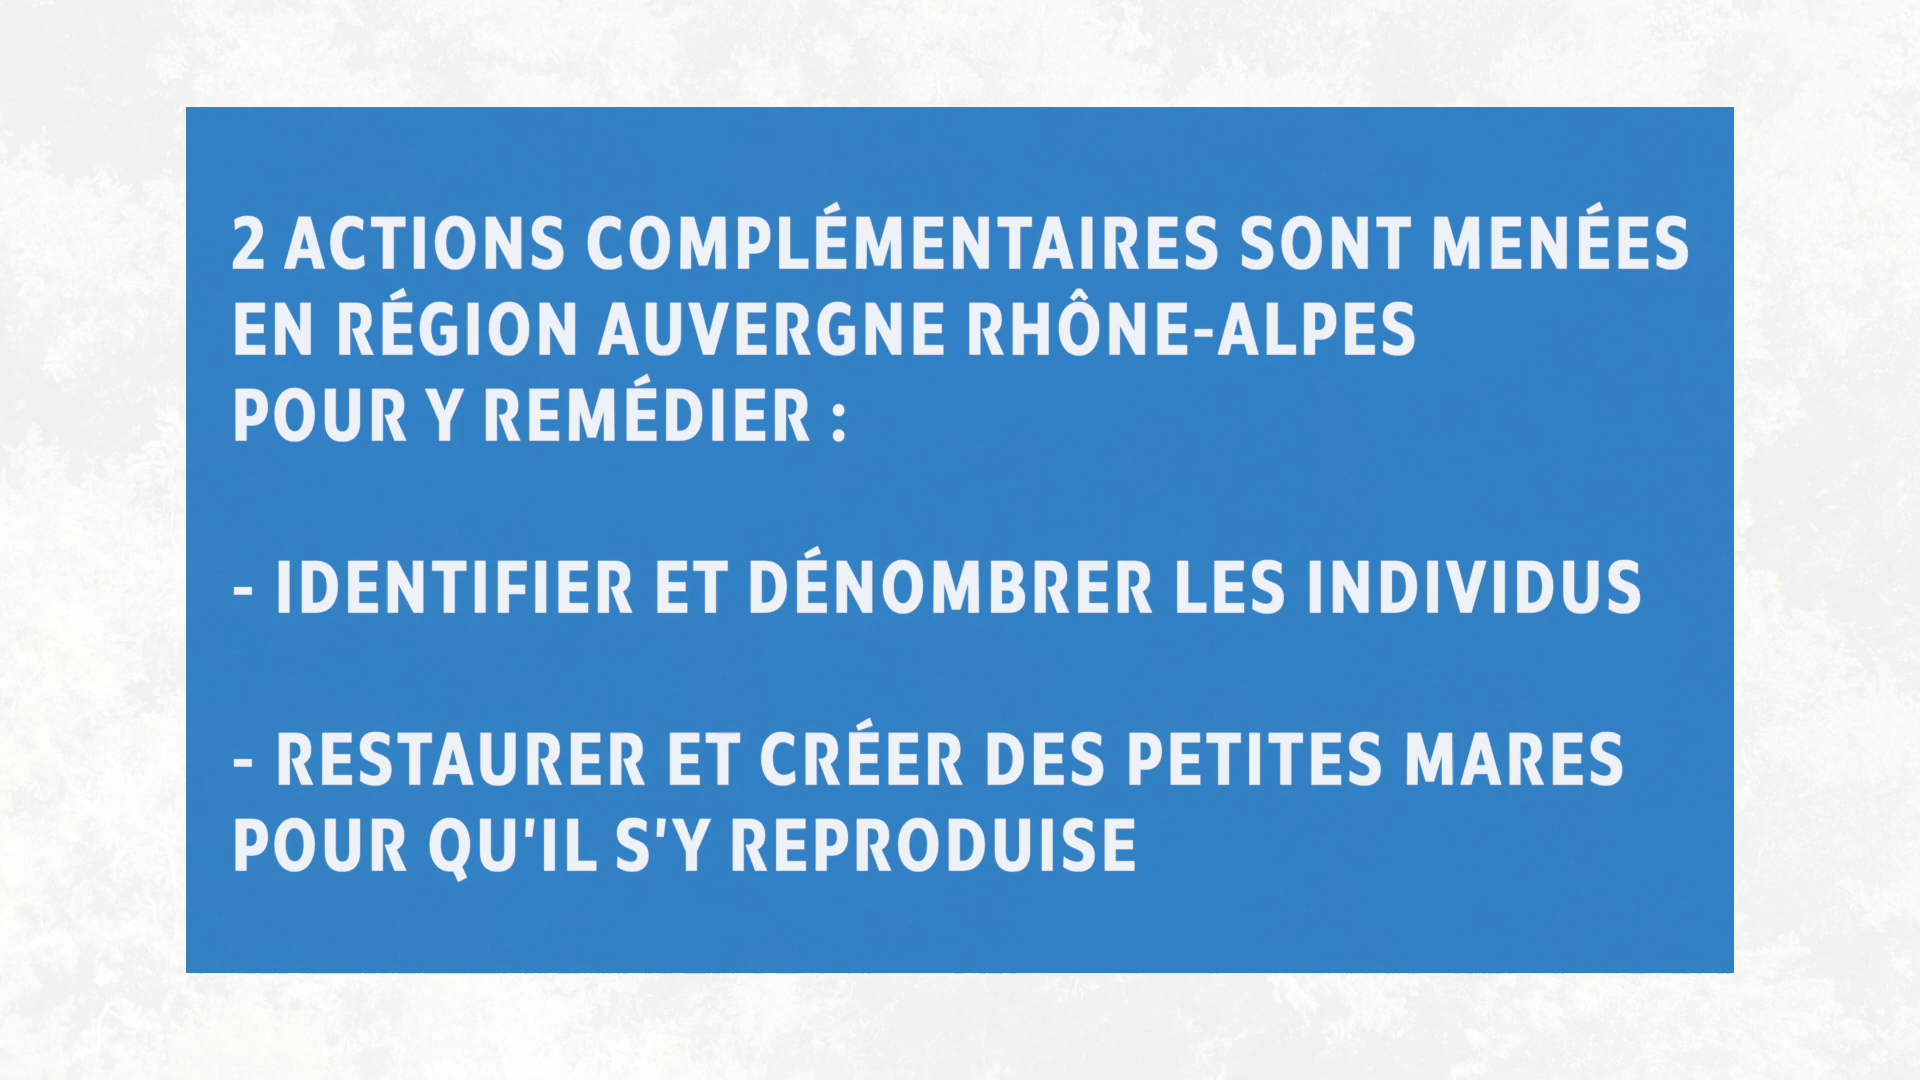 2 ACTIONS COMPLÉMENTAIRES SONT MENÉES
EN RÉGION AUVERGNE RHÔNE-ALPES
POUR Y REMÉDIER :
- IDENTIFIER ET DÉNOMBRER LES INDIVIDUS
- RESTAURER ET CRÉER DES PETITES MARES
POUR QU'IL S'Y REPRODUISE